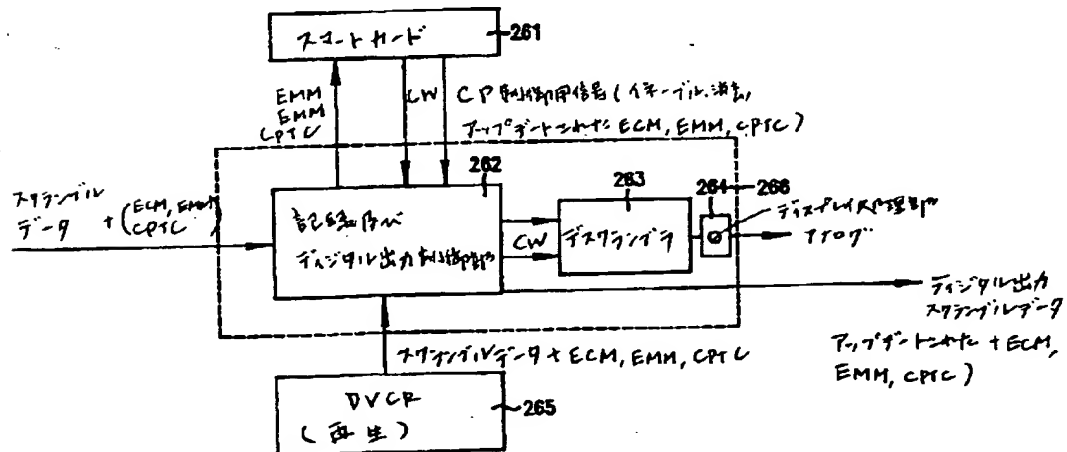 スマートカード
261
EMM
EMM
CPTC
CW
CP制御用信号(イネーブル、消去,
アップデートされた ECM, EMM, CPTC)
262
263
264
266
スクランブル
データ + (ECM, EMM
CPTC)
記録及び
ディジタル出力制御部
CW
デスクランブラ
ディスプレイ処理部
アナログ
ディジタル出力
スクランブルデータ
アップデートされた + ECM,
EMM, CPTC)
スクランブルデータ + ECM, EMM, CPTC
DVCR
(再生)
265